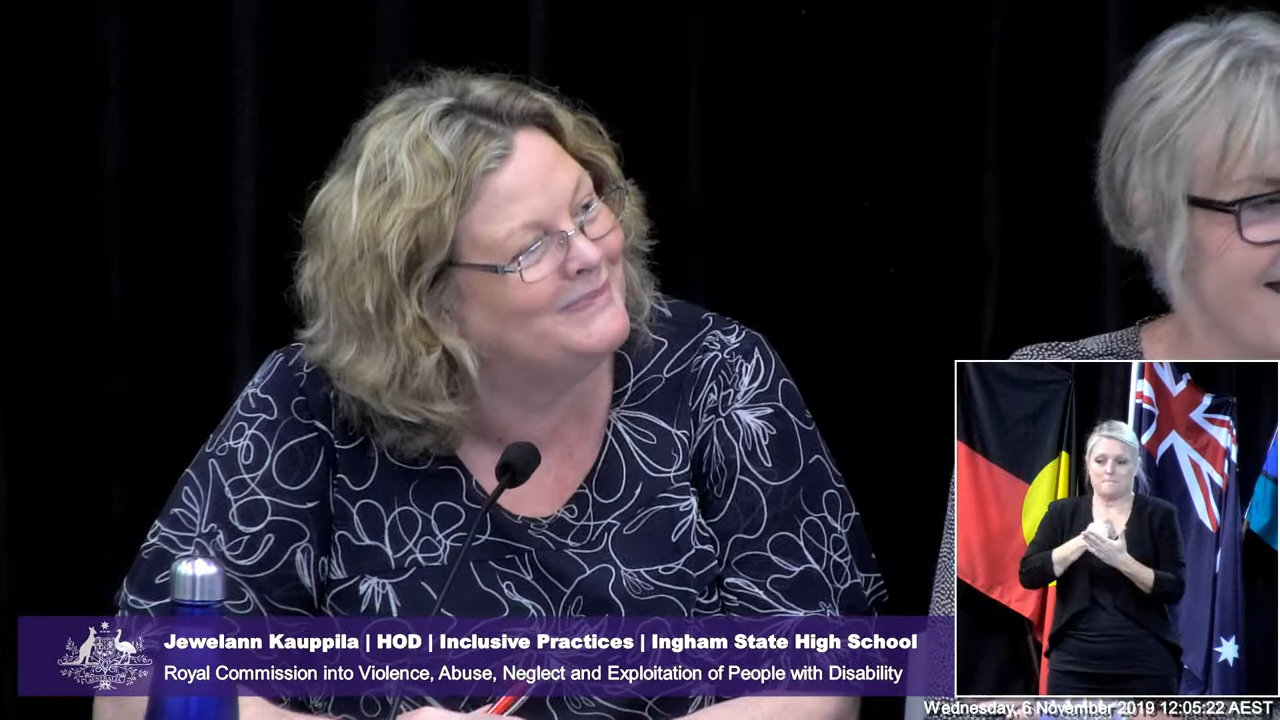 Jewelann Kauppila | HOD | Inclusive Practices | Ingham State High School
Royal Commission into Violence, Abuse, Neglect and Exploitation of People with Disability
Wednesday, 6 November 2019 12:05:22 AEST